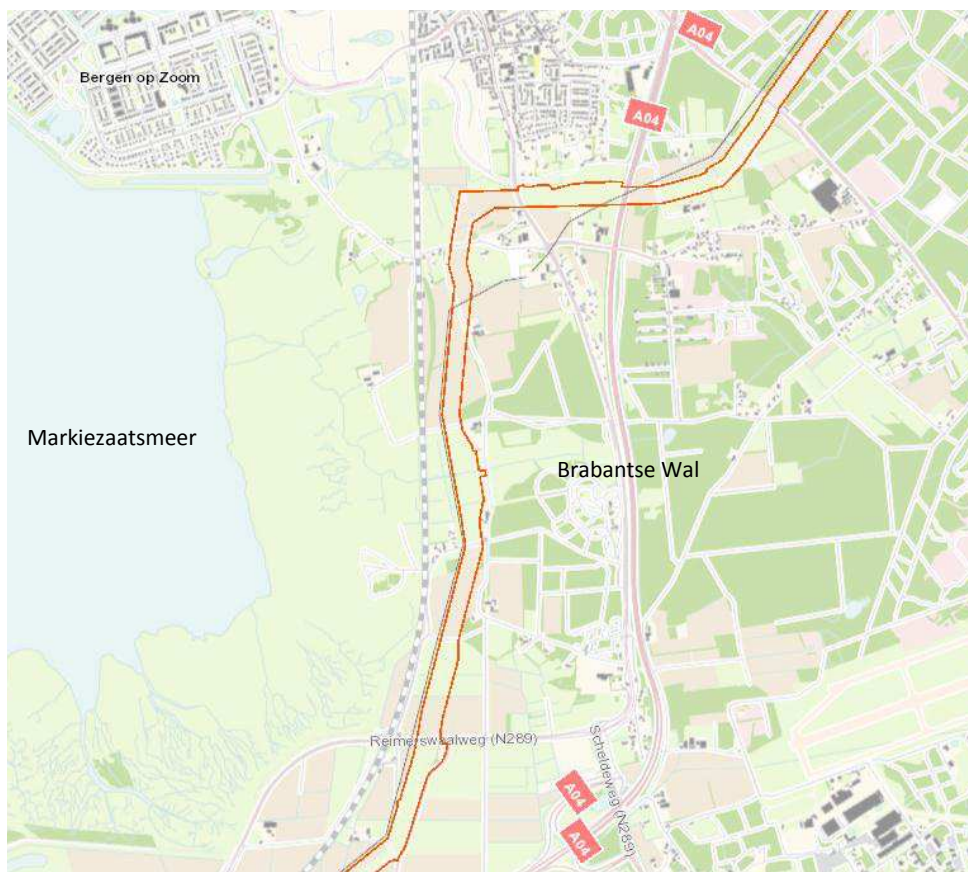 A04
Bergen op Zoom
A04
Markiezaatsmeer
Brabantse Wal
Reimerswaalweg (N289)
Scheldeweg (N289)
A04
A04